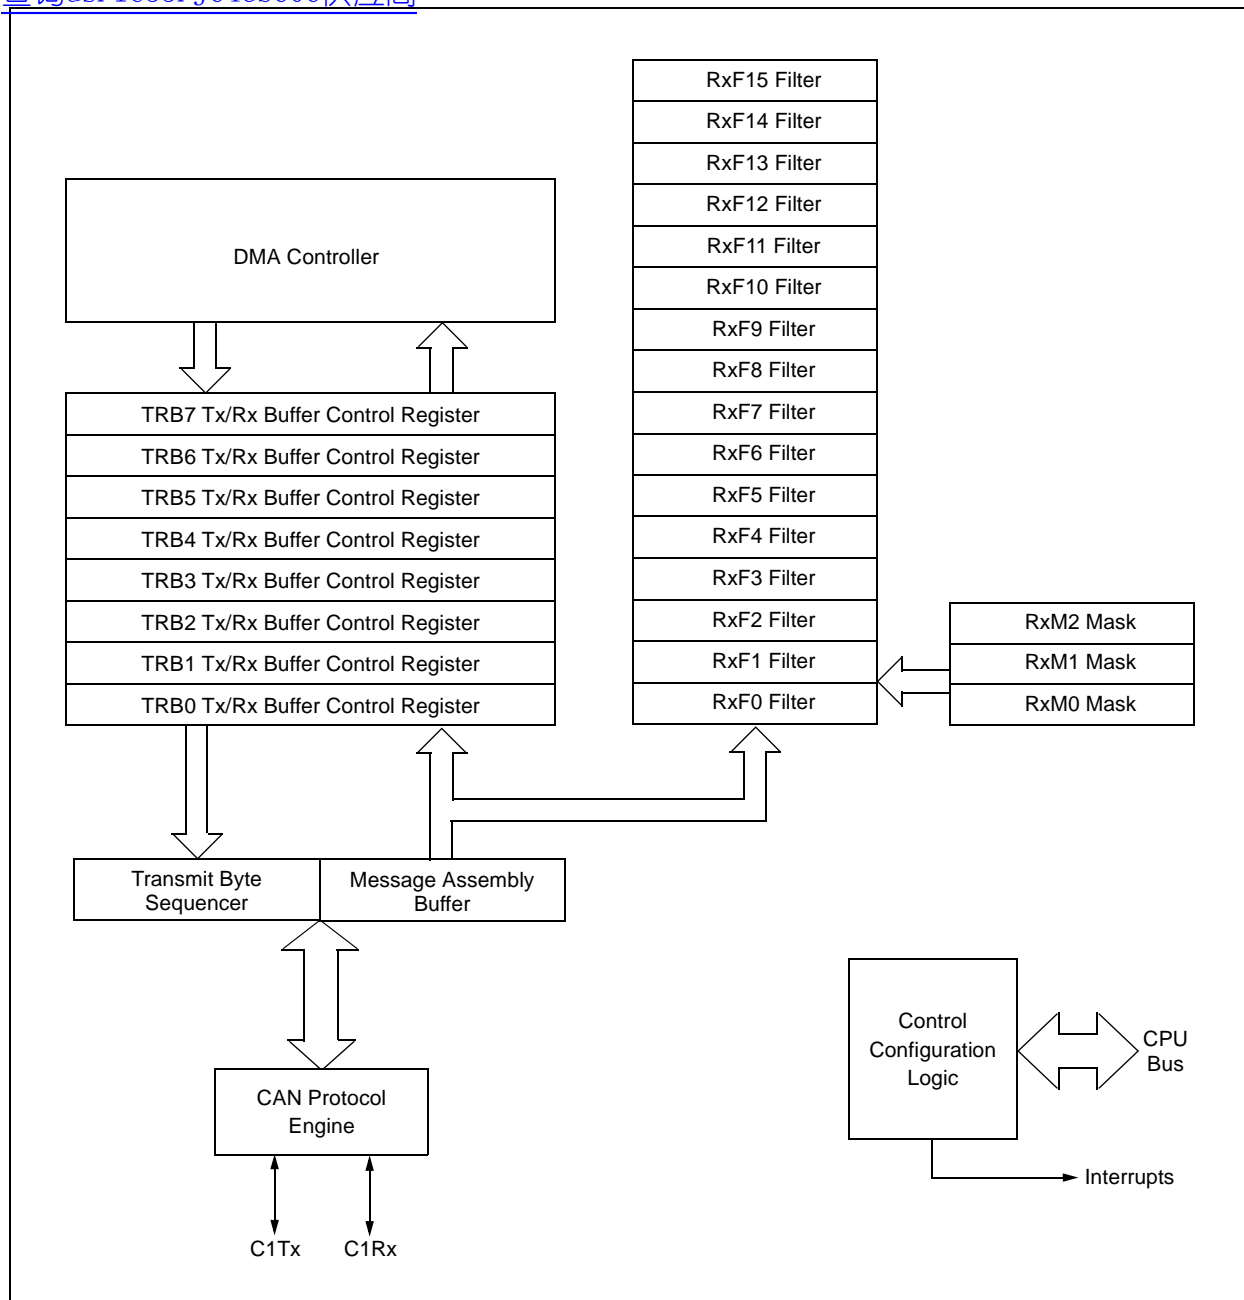 RxF15 Filter
RxF14 Filter
RxF13 Filter
RxF12 Filter
RxF11 Filter
RxF10 Filter
RxF9 Filter
RxF8 Filter
RxF7 Filter
RxF6 Filter
RxF5 Filter
RxF4 Filter
RxF3 Filter
RxF2 Filter
RxF1 Filter
RxF0 Filter
DMA Controller
TRB7 Tx/Rx Buffer Control Register
TRB6 Tx/Rx Buffer Control Register
TRB5 Tx/Rx Buffer Control Register
TRB4 Tx/Rx Buffer Control Register
TRB3 Tx/Rx Buffer Control Register
TRB2 Tx/Rx Buffer Control Register
TRB1 Tx/Rx Buffer Control Register
TRB0 Tx/Rx Buffer Control Register
RxM2 Mask
RxM1 Mask
RxM0 Mask
Transmit Byte
Sequencer
Message Assembly
Buffer
Control
Configuration
Logic
CPU
Bus
CAN Protocol
Engine
Interrupts
C1Tx
C1Rx